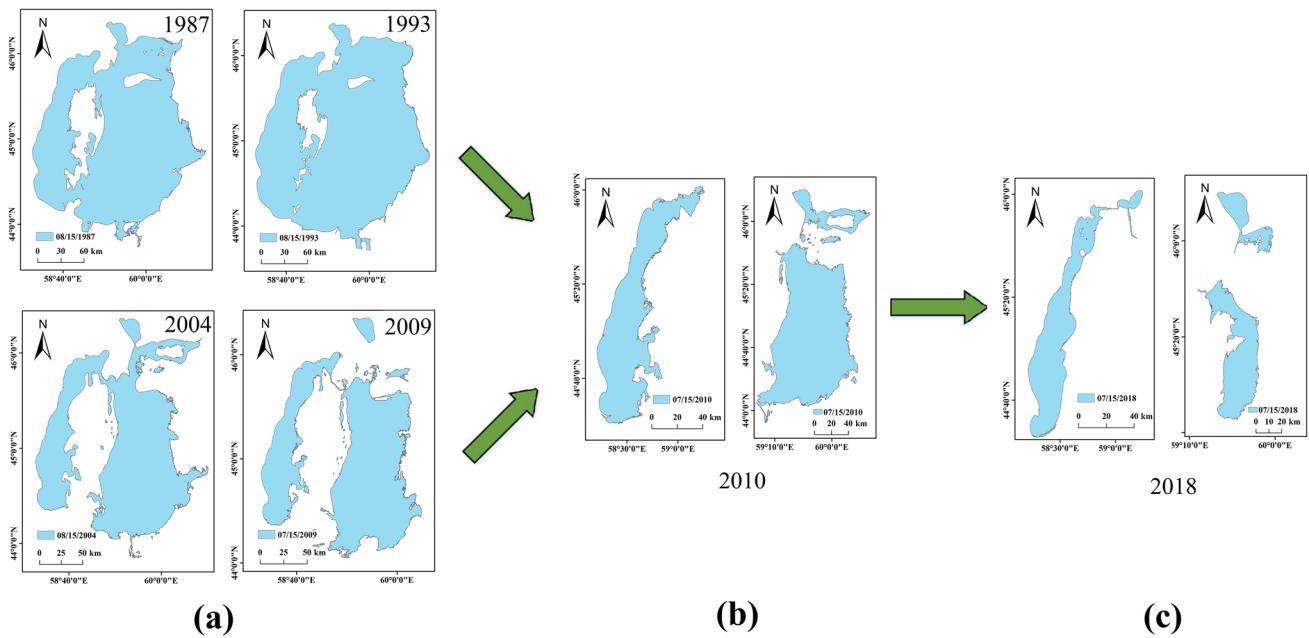 N
1987
46°0'0"N
45°0'0"N
44°0'0"N
08/15/1987
0 30 60 km
58°40'0"E 60°0'0"E
N
1993
46°0'0"N
45°0'0"N
44°0'0"N
08/15/1993
0 30 60 km
58°40'0"E 60°0'0"E
N
2004
46°0'0"N
45°0'0"N
44°0'0"N
08/15/2004
0 25 50 km
58°40'0"E 60°0'0"E
N
2009
46°0'0"N
45°0'0"N
44°0'0"N
07/15/2009
0 25 50 km
58°40'0"E 60°0'0"E
(a)
N
46°0'0"N
45°20'0"N
44°40'0"N
07/15/2010
0 20 40 km
58°30'0"E 59°0'0"E
N
46°0'0"N
45°20'0"N
44°40'0"N
44°0'0"N
07/15/2010
0 20 40 km
59°10'0"E 60°0'0"E
2010
(b)
N
46°0'0"N
45°20'0"N
44°40'0"N
07/15/2018
0 20 40 km
58°30'0"E 59°0'0"E
N
46°0'0"N
45°20'0"N
07/15/2018
0 10 20 km
59°10'0"E 60°0'0"E
2018
(c)